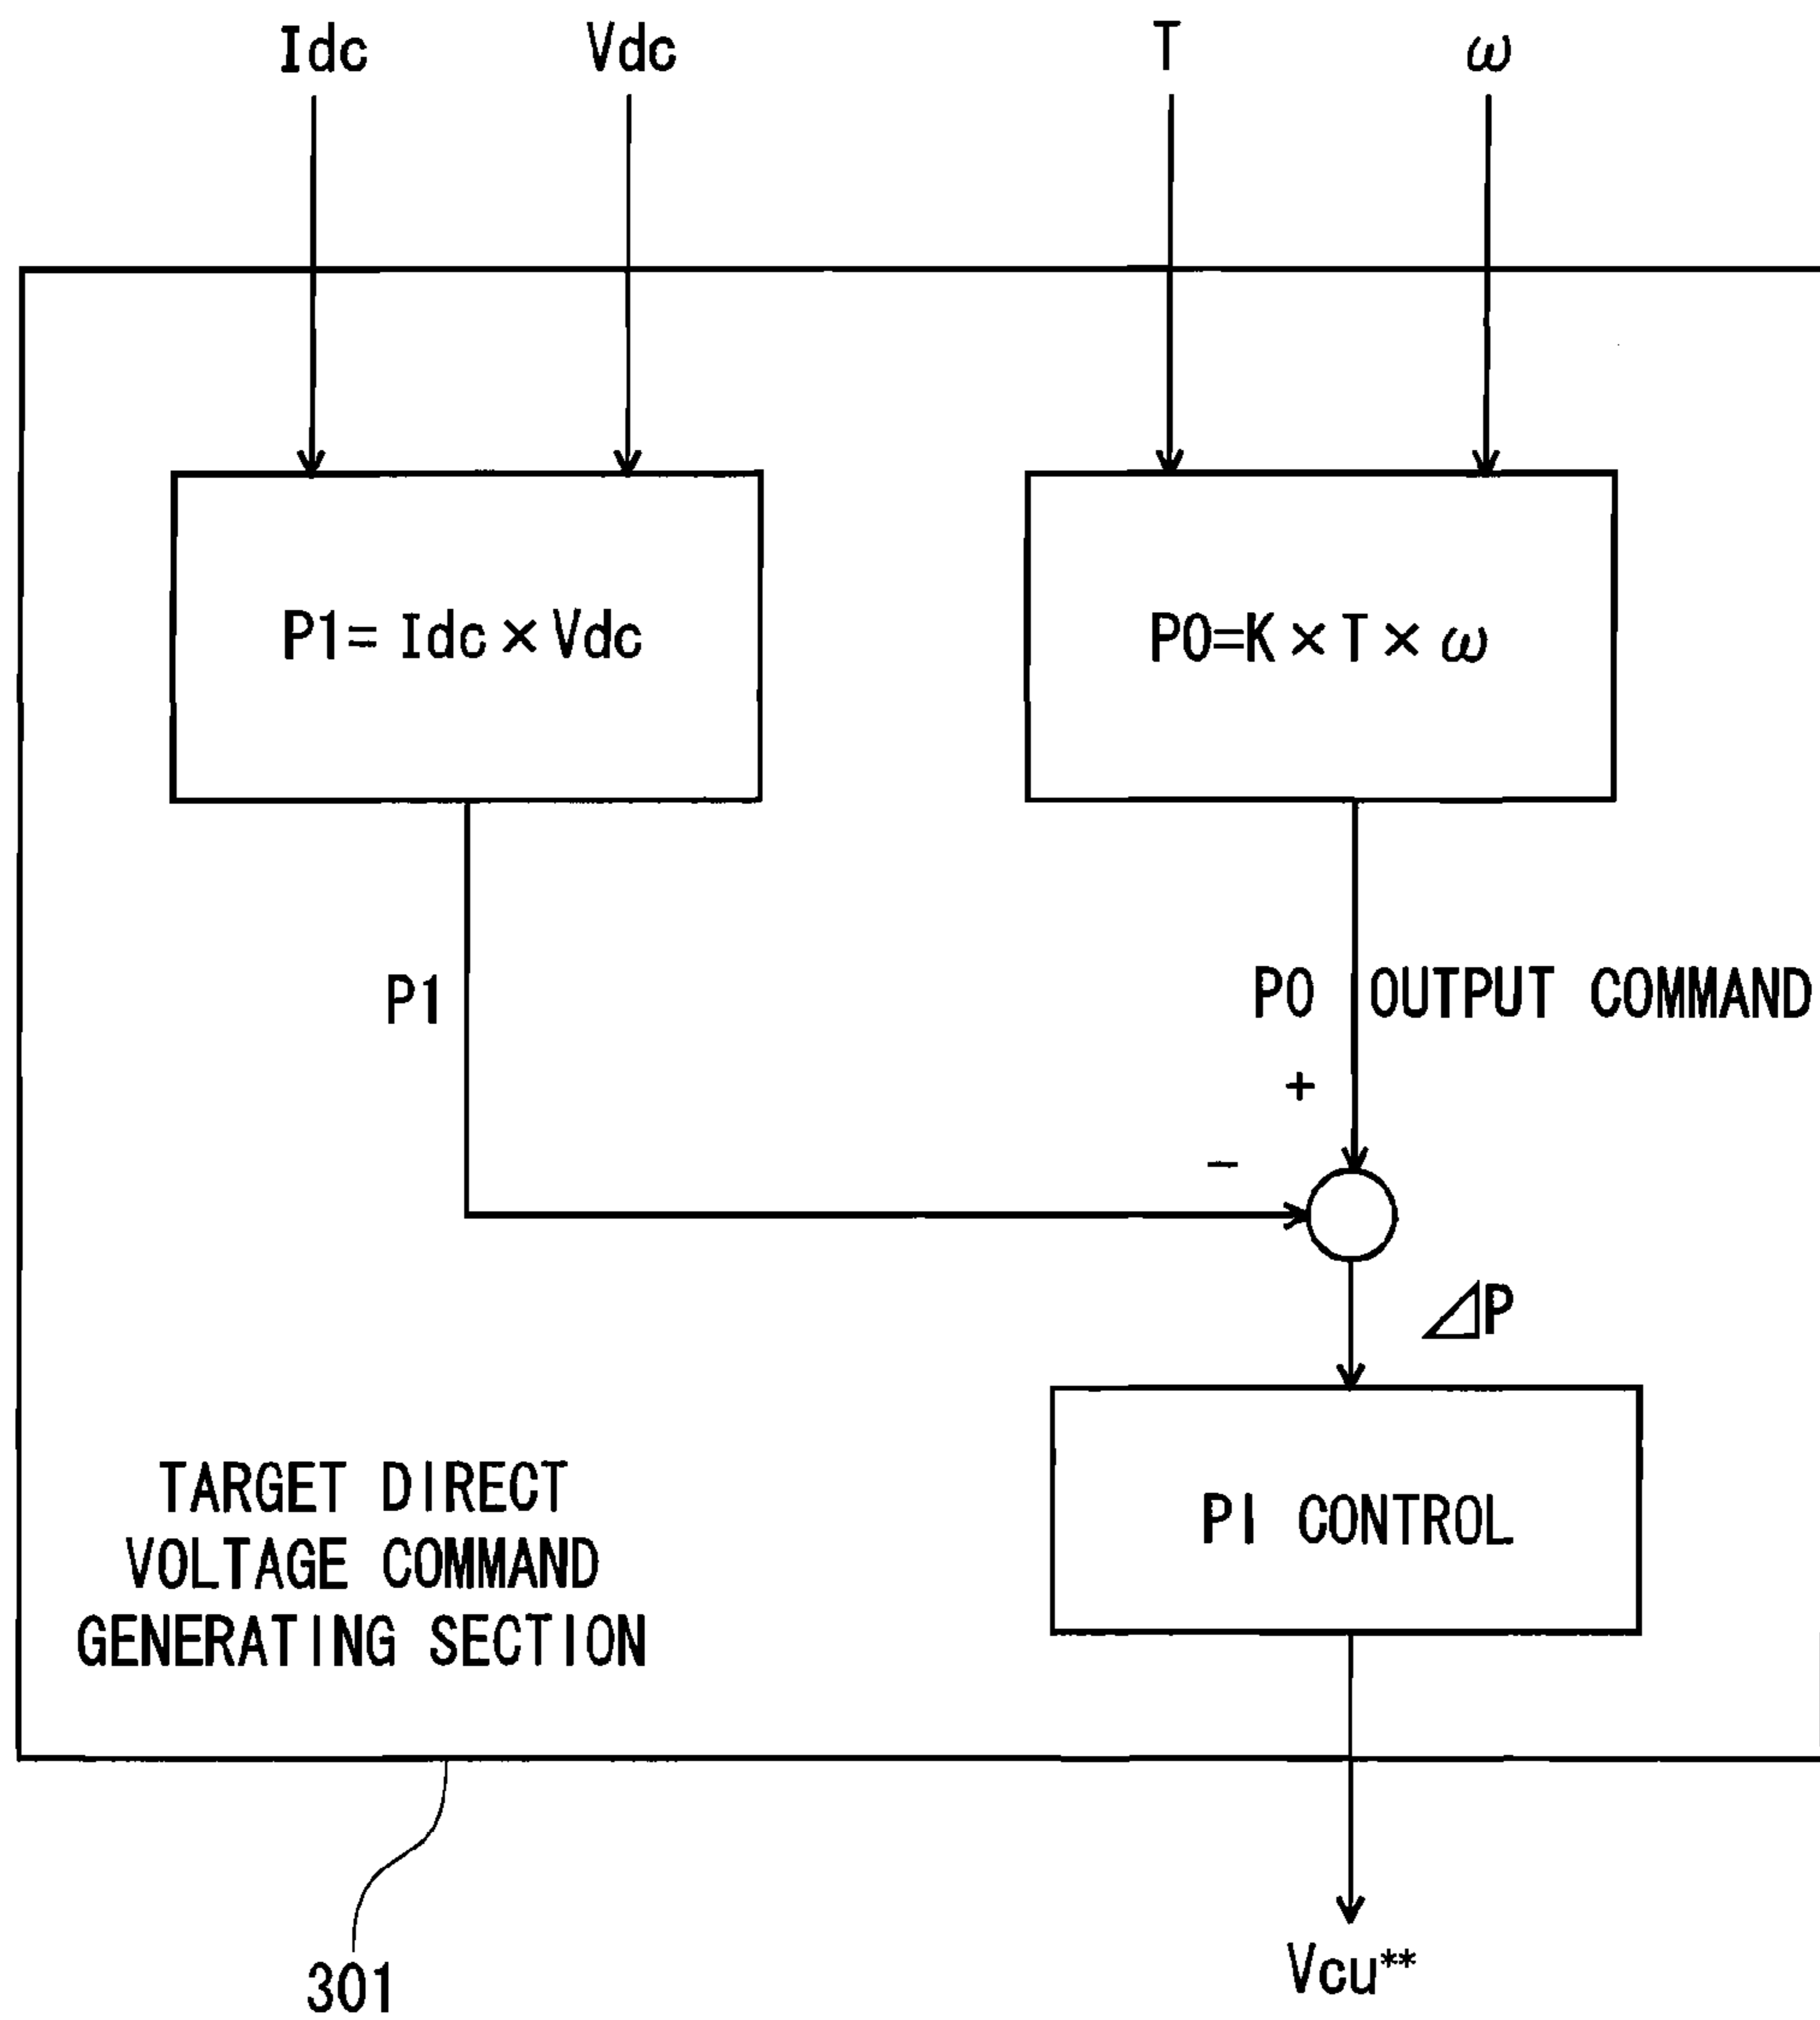 Idc Vdc T ω
P1= Idc×Vdc
P0=K×T×ω
P1
P0 OUTPUT COMMAND
+
−
⊿P
PI CONTROL
TARGET DIRECT
VOLTAGE COMMAND
GENERATING SECTION
301
Vcu**